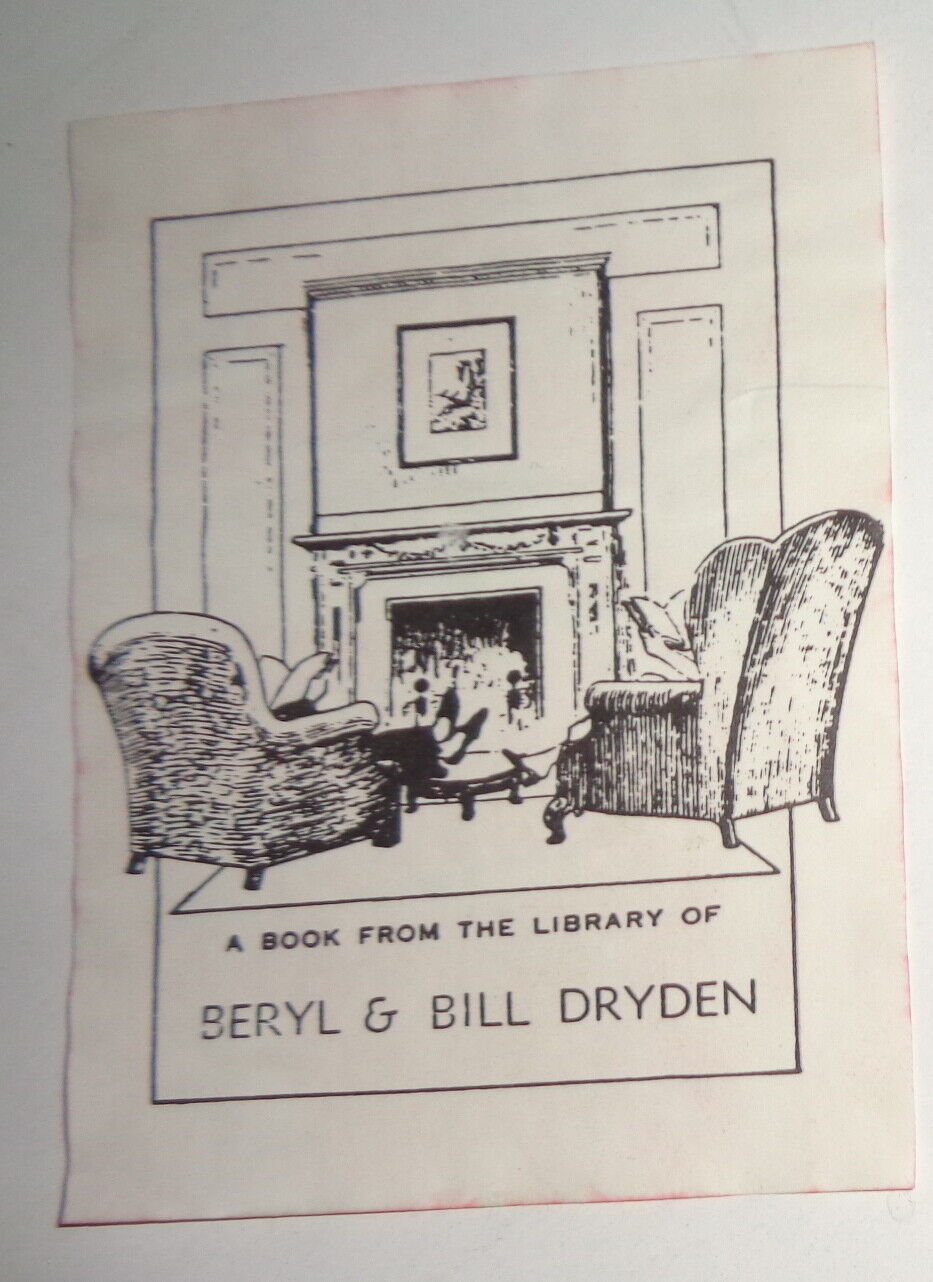 A BOOK FROM THE LIBRARY OF
BERYL & BILL DRYDEN